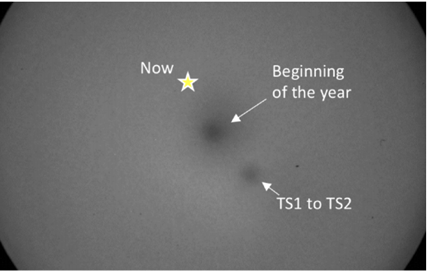 Now
Beginning
of the year
TS1 to TS2